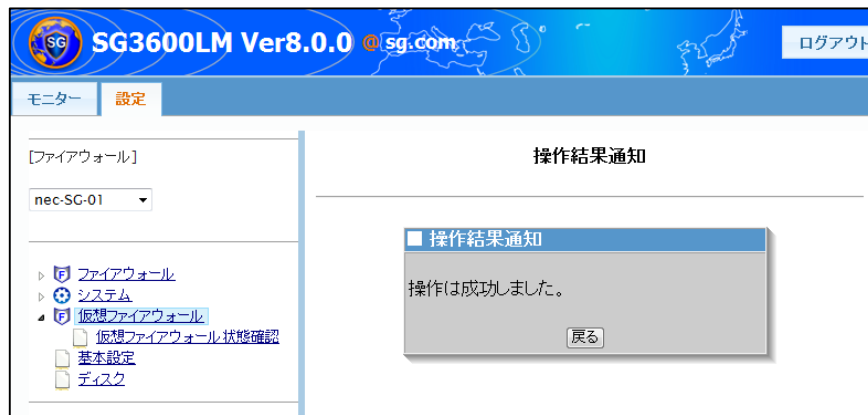 SG
SG3600LM Ver8.0.0 @sg.com
ログアウト
モニター 設定
[ファイアウォール]
nec-SG-01
ファイアウォール
システム
仮想ファイアウォール
仮想ファイアウォール状態確認
基本設定
ディスク
操作結果通知
操作結果通知
操作は成功しました。
戻る